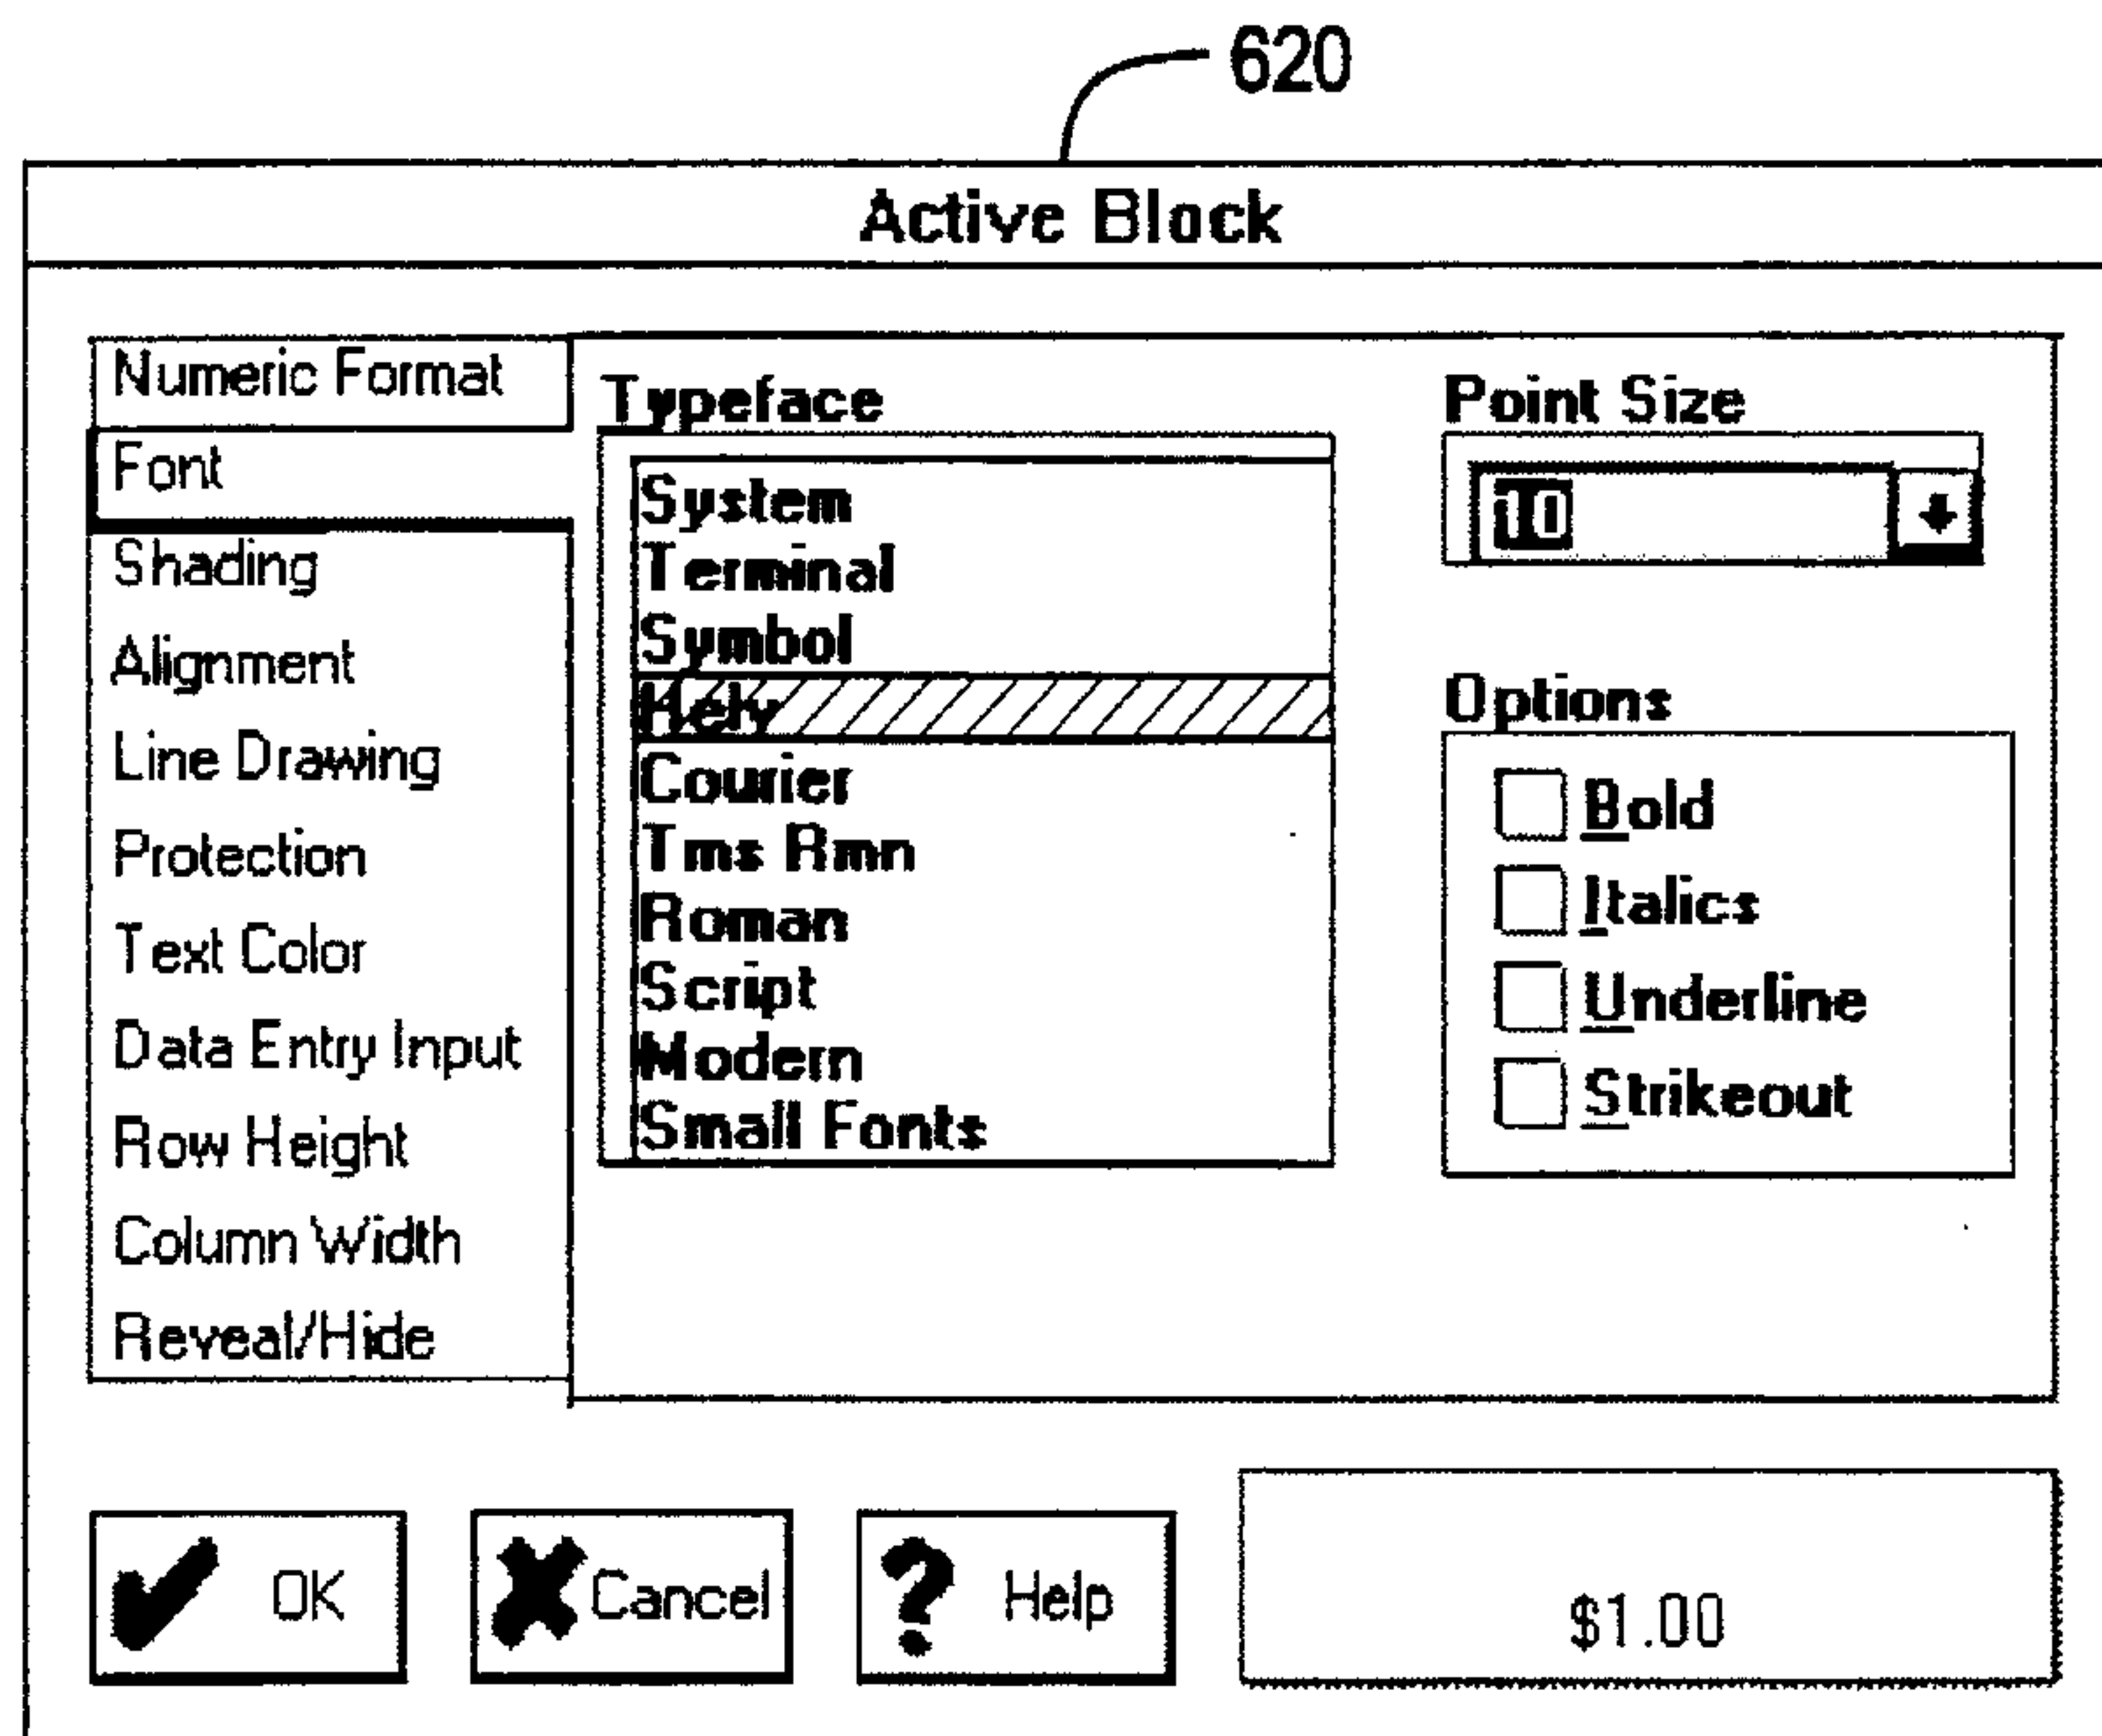 620
Active Block
Numeric Format
Font
Shading
Alignment
Line Drawing
Protection
Text Color
Data Entry Input
Row Height
Column Width
Reveal/Hide
Typeface
System
Terminal
Symbol
Helv
Courier
Tms Rmn
Roman
Script
Modern
Small Fonts
Point Size
10
Options
Bold
Italics
Underline
Strikeout
OK
Cancel
Help
$1.00